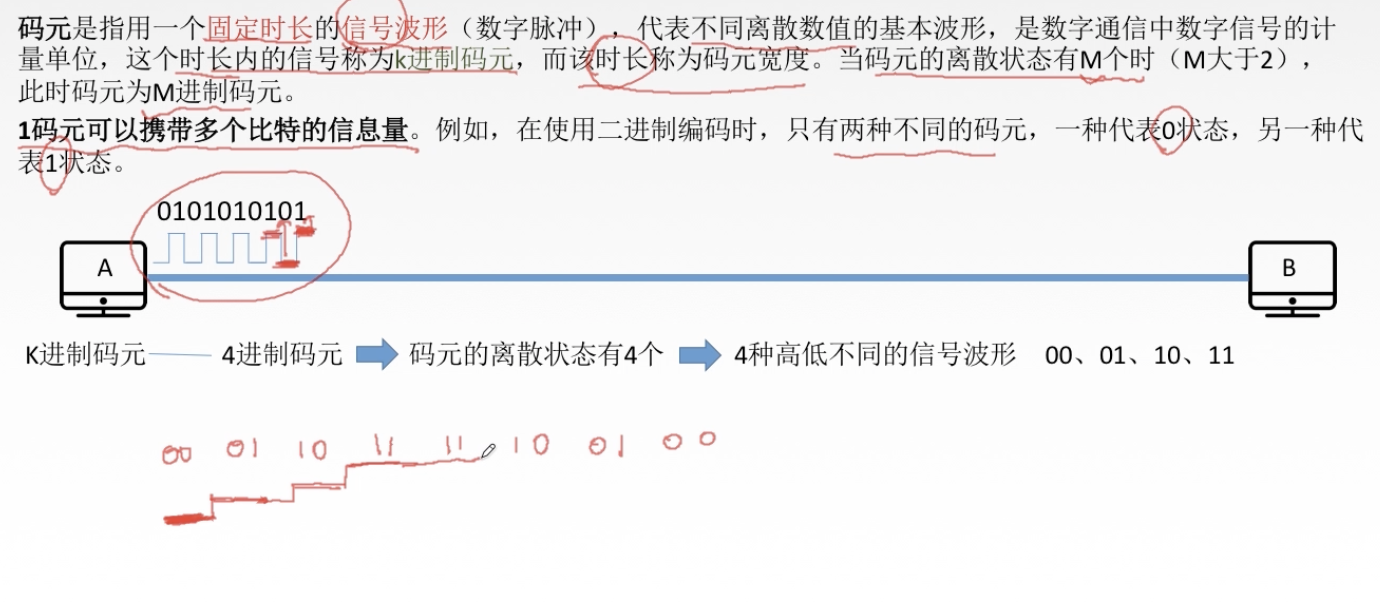 码元是指用一个固定时长的信号波形（数字脉冲），代表不同离散数值的基本波形，是数字通信中数字信号的计
量单位，这个时长内的信号称为k进制码元，而该时长称为码元宽度。当码元的离散状态有M个时（M大于2），
此时码元为M进制码元。
1码元可以携带多个比特的信息量。例如，在使用二进制编码时，只有两种不同的码元，一种代表0状态，另一种代
表1状态。
0101010101
A B
K进制码元 4进制码元 码元的离散状态有4个 4种高低不同的信号波形 00、01、10、11
00 01 10 11 11 10 01 00